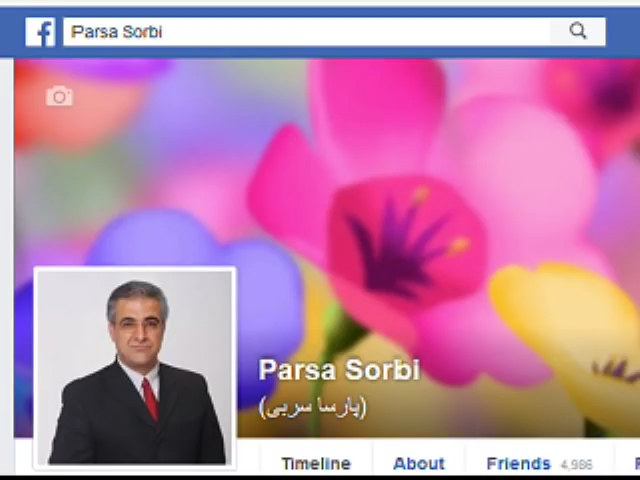 Parsa Sorbi
Parsa Sorbi
(پارسا سربی)
Timeline About Friends 4,986